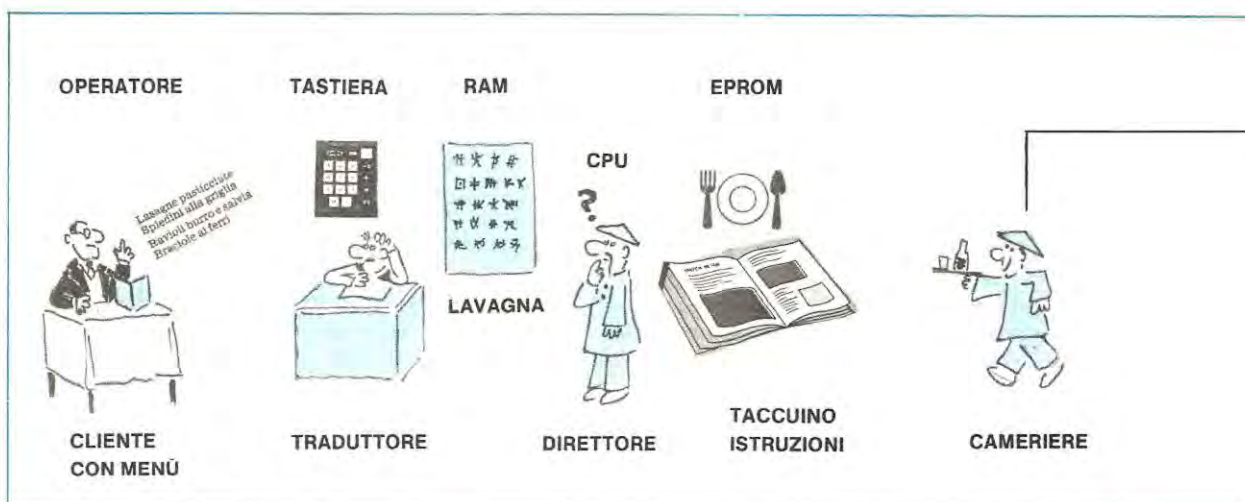 OPERATORE
TASTIERA
RAM
EPROM
CPU
?
Lasagne pasticciate
Spiedini alla griglia
Ravioli burro e salvia
Braciole ai ferri
LAVAGNA
CLIENTE
CON MENÙ
TRADUTTORE
DIRETTORE
TACCUINO
ISTRUZIONI
CAMERIERE